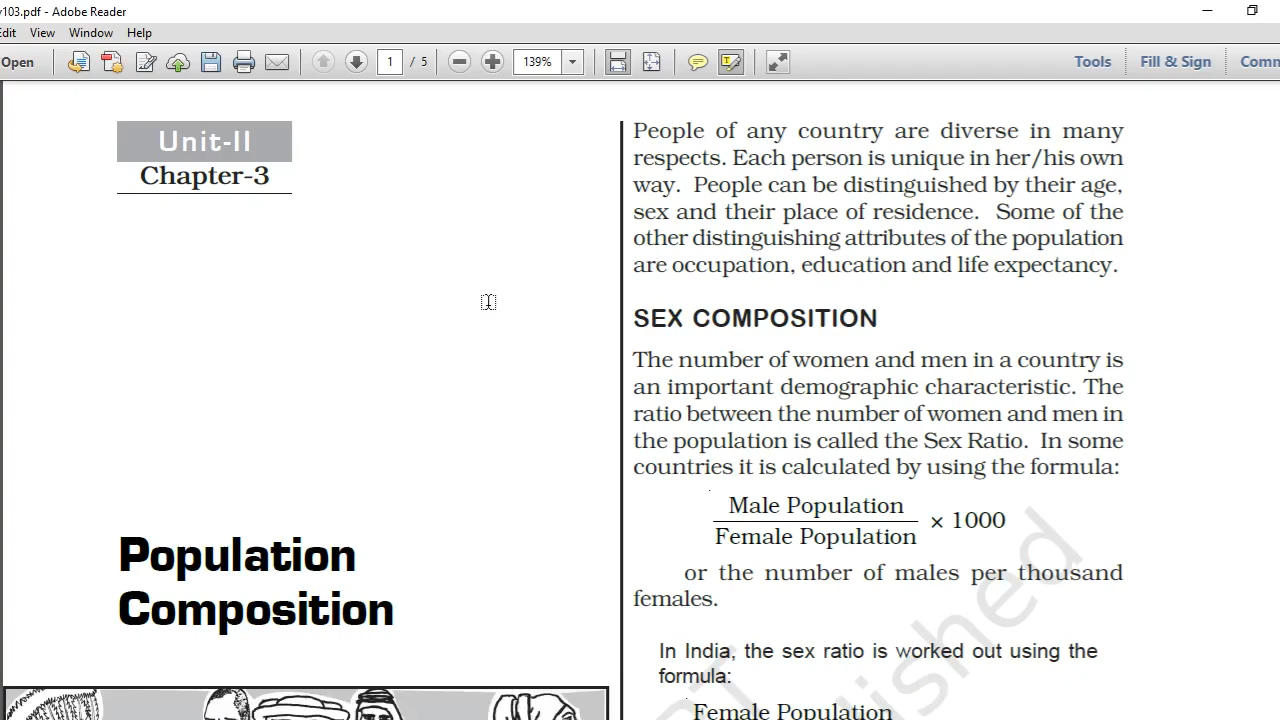 y103.pdf - Adobe Reader
Edit View Window Help
Open 1 / 5 139% Tools Fill & Sign
Unit-II
Chapter-3
Population
Composition
People of any country are diverse in many
respects. Each person is unique in her/his own
way. People can be distinguished by their age,
sex and their place of residence. Some of the
other distinguishing attributes of the population
are occupation, education and life expectancy.
SEX COMPOSITION
The number of women and men in a country is
an important demographic characteristic. The
ratio between the number of women and men in
the population is called the Sex Ratio. In some
countries it is calculated by using the formula:
Male Population
Female Population
× 1000
or the number of males per thousand
females.
In India, the sex ratio is worked out using the
formula:
Female Population